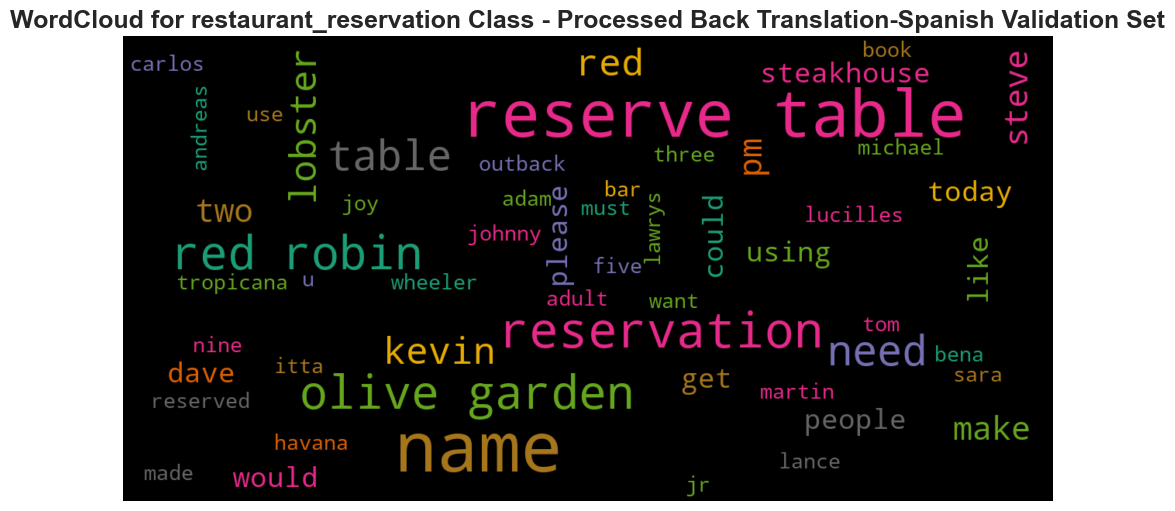 WordCloud for restaurant_reservation Class - Processed Back Translation-Spanish Validation Set
carlos
red
book
steakhouse
steve
lobster
andreas
use
reserve table
table
outback
three
pm
michael
two
joy
adam
please
bar
must
lawrys
could
lucilles
today
red robin
johnny
five
using
like
tropicana
u
wheeler
adult
want
reservation
tom
need
bena
nine
kevin
dave
itta
get
sara
reserved
olive garden
martin
people
make
havana
name
made
would
lance
jr